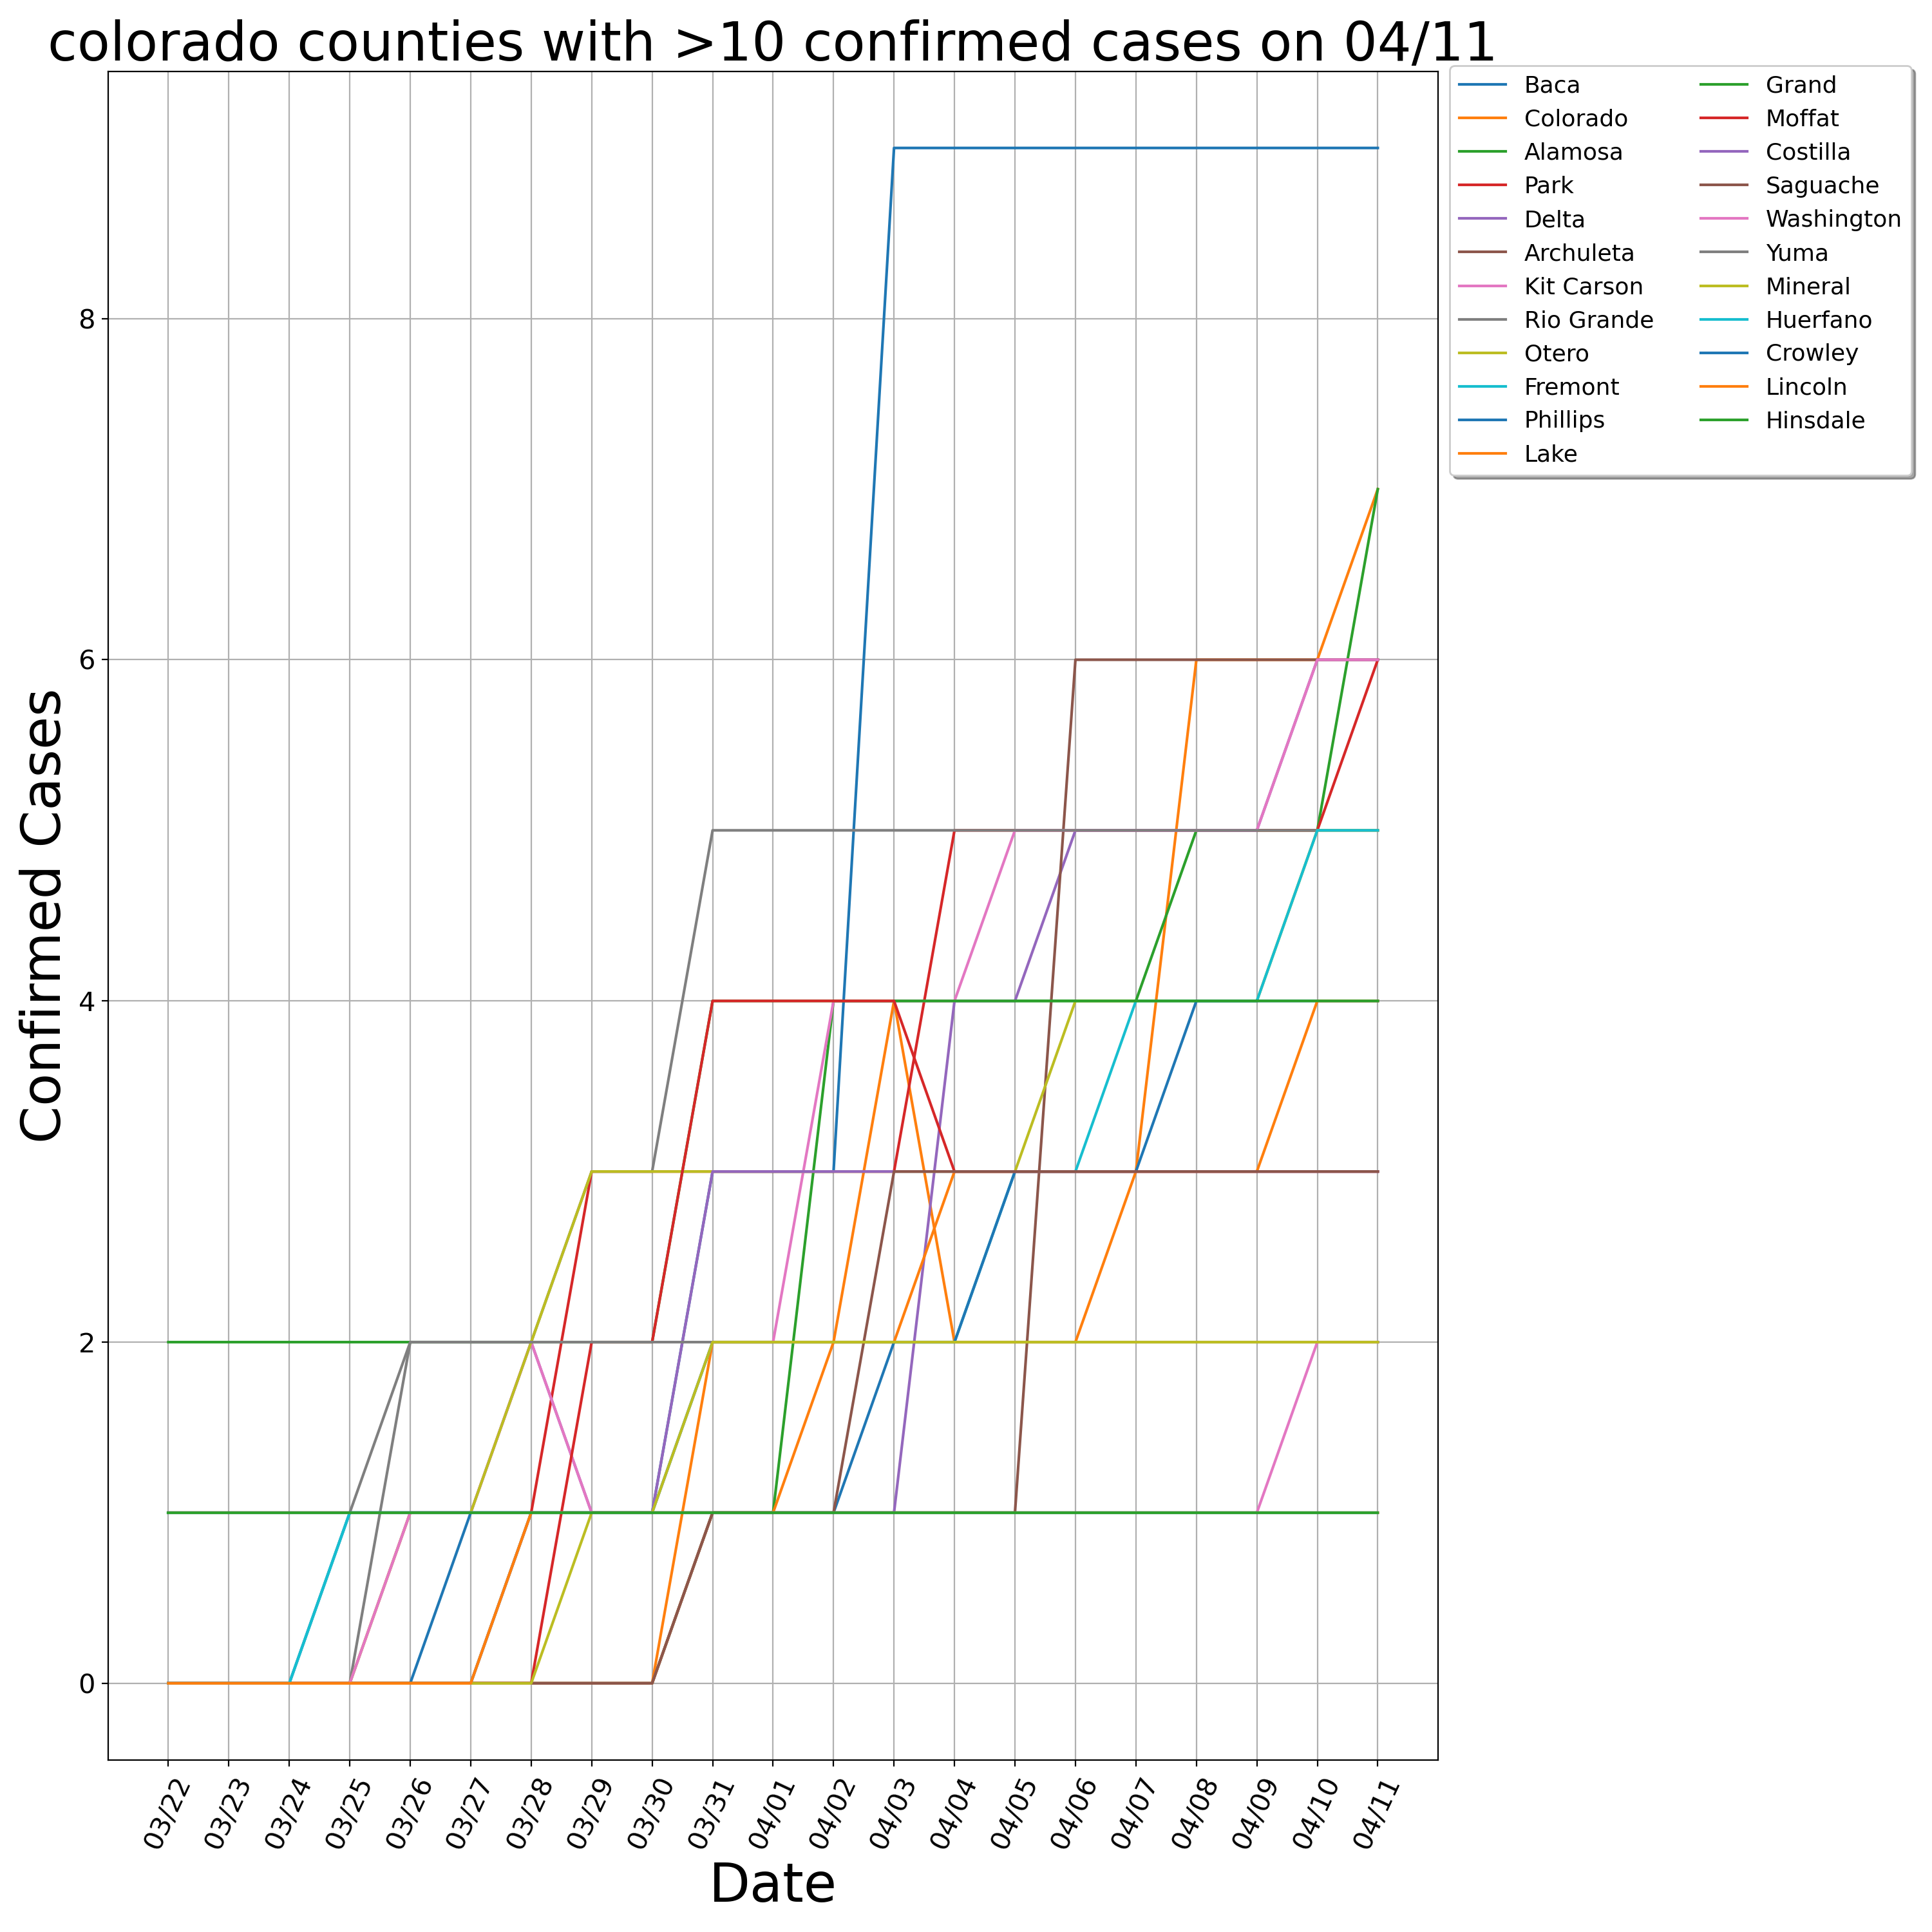 colorado counties with >10 confirmed cases on 04/11
Baca
Colorado
Alamosa
Park
Delta
Archuleta
Kit Carson
Rio Grande
Otero
Fremont
Phillips
Lake
Grand
Moffat
Costilla
Saguache
Washington
Yuma
Mineral
Huerfano
Crowley
Lincoln
Hinsdale
Confirmed Cases
8
6
4
2
0
03/22
03/23
03/24
03/25
03/26
03/27
03/28
03/29
03/30
03/31
04/01
04/02
04/03
04/04
04/05
04/06
04/07
04/08
04/09
04/10
04/11
Date